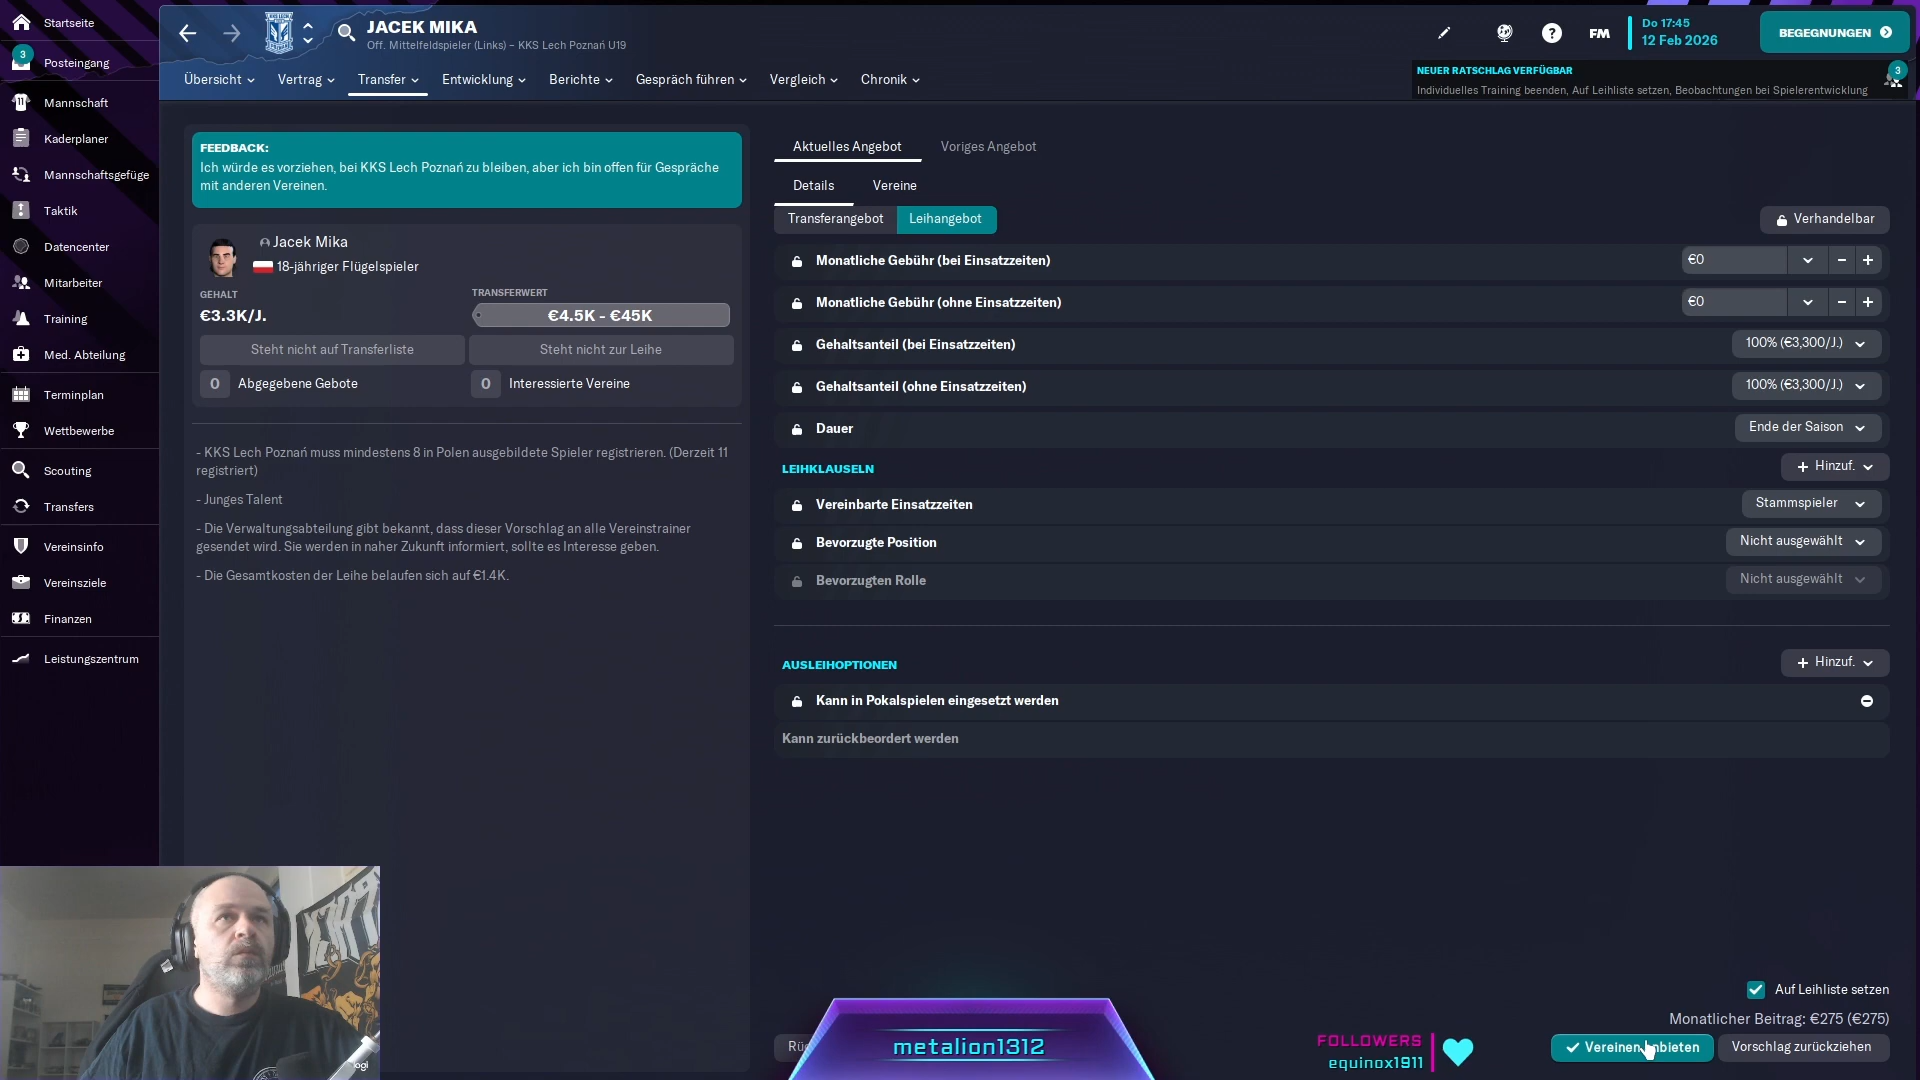 Startseite
3
Posteingang
Mannschaft
Kaderplaner
Mannschaftsgefüge
Taktik
Datencenter
Mitarbeiter
Training
Med. Abteilung
Terminplan
Wettbewerbe
Scouting
Transfers
Vereinsinfo
Vereinsziele
Finanzen
Leistungszentrum
JACEK MIKA
Off. Mittelfeldspieler (Links) – KKS Lech Poznań U19
FM
Do 17:45
12 Feb 2026
BEGEGNUNGEN
Übersicht
Vertrag
Transfer
Entwicklung
Berichte
Gespräch führen
Vergleich
Chronik
NEUER RATSCHLAG VERFÜGBAR
3
Individuelles Training beenden, Auf Leihliste setzen, Beobachtungen bei Spielerentwicklung
FEEDBACK:
Ich würde es vorziehen, bei KKS Lech Poznań zu bleiben, aber ich bin offen für Gespräche
mit anderen Vereinen.
Jacek Mika
18-jähriger Flügelspieler
GEHALT
€3.3K/J.
TRANSFERWERT
€4.5K - €45K
Steht nicht auf Transferliste
Steht nicht zur Leihe
0 Abgegebene Gebote
0 Interessierte Vereine
- KKS Lech Poznań muss mindestens 8 in Polen ausgebildete Spieler registrieren. (Derzeit 11
registriert)
- Junges Talent
- Die Verwaltungsabteilung gibt bekannt, dass dieser Vorschlag an alle Vereinstrainer
gesendet wird. Sie werden in naher Zukunft informiert, sollte es Interesse geben.
- Die Gesamtkosten der Leihe belaufen sich auf €1.4K.
Aktuelles Angebot
Voriges Angebot
Details
Vereine
Transferangebot
Leihangebot
Verhandelbar
Monatliche Gebühr (bei Einsatzzeiten)
€0
Monatliche Gebühr (ohne Einsatzzeiten)
€0
Gehaltsanteil (bei Einsatzzeiten)
100% (€3,300/J.)
Gehaltsanteil (ohne Einsatzzeiten)
100% (€3,300/J.)
Dauer
Ende der Saison
LEIHKLAUSELN
+ Hinzuf.
Vereinbarte Einsatzzeiten
Stammspieler
Bevorzugte Position
Nicht ausgewählt
Bevorzugten Rolle
Nicht ausgewählt
AUSLEIHOPTIONEN
+ Hinzuf.
Kann in Pokalspielen eingesetzt werden
Kann zurückbeordert werden
Auf Leihliste setzen
Monatlicher Beitrag: €275 (€275)
Vorschlag zurückziehen
metalion1312
FOLLOWERS
equinox1911